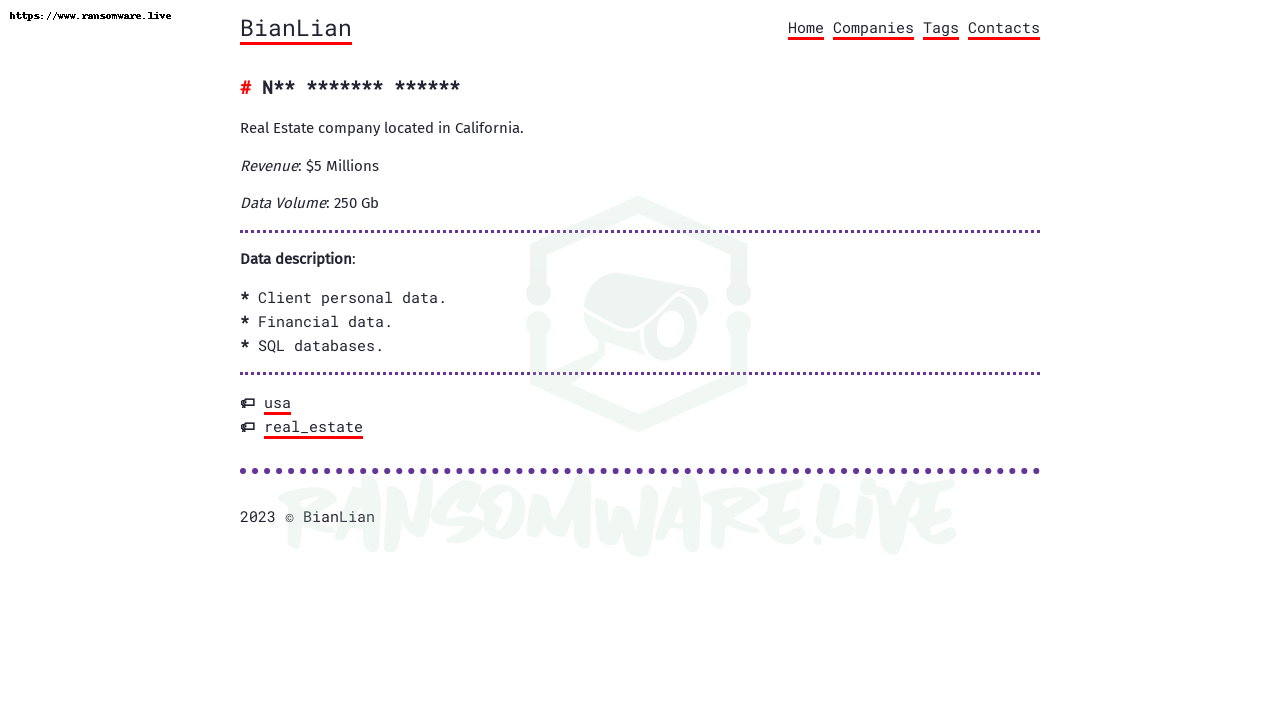 https://www.ransomware.live
BianLian
Home Companies Tags Contacts
# N** ******* ******
Real Estate company located in California.
Revenue: $5 Millions
Data Volume: 250 Gb
Data description:
* Client personal data.
* Financial data.
* SQL databases.
usa
real_estate
RANSOMWARE.LIVE
2023 © BianLian